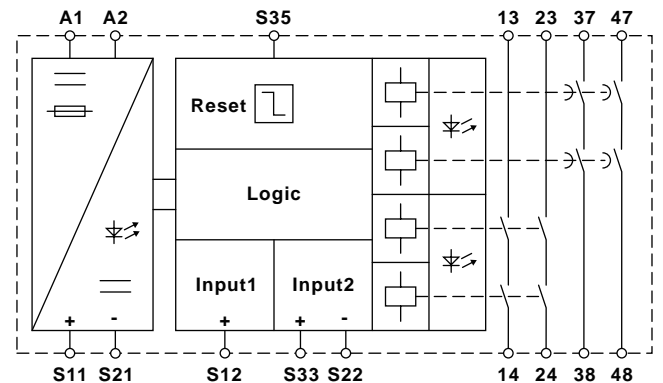 A1 A2 S35 13 23 37 47
Reset
Logic
Input1 Input2
+ - + + -
S11 S21 S12 S33 S22 14 24 38 48